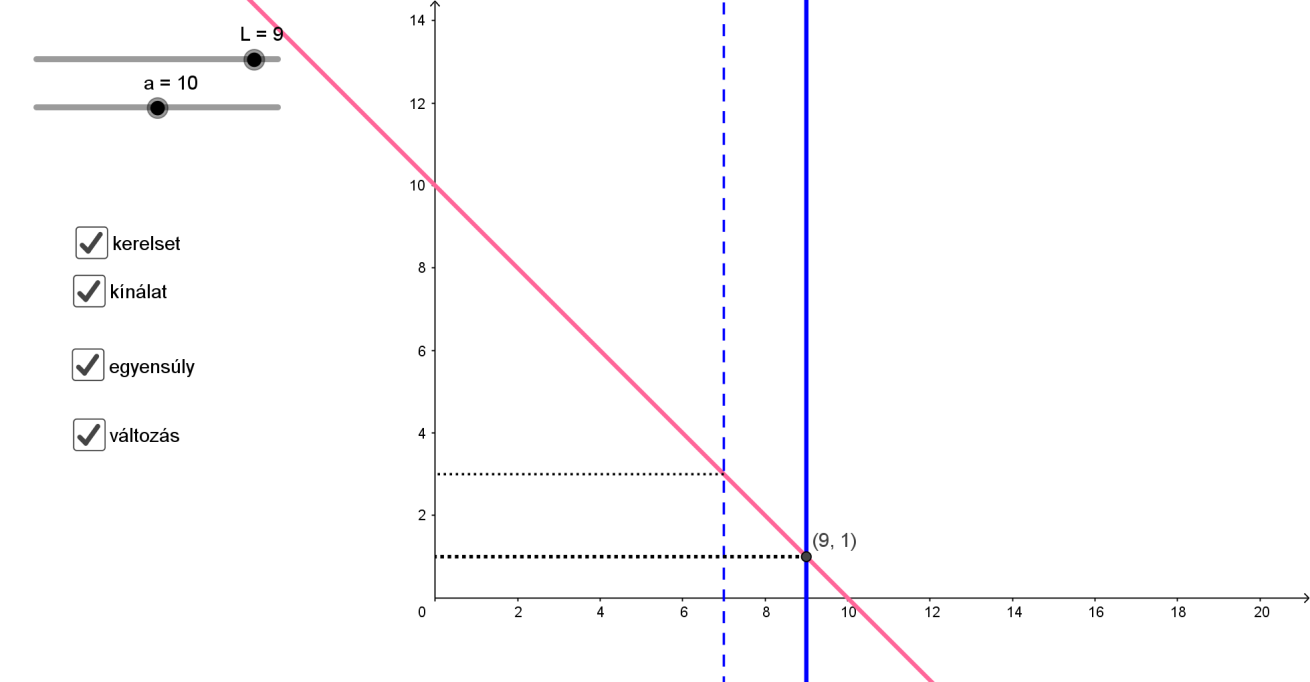 L = 9
a = 10
kerelset
kínálat
egyensúly
változás
14
12
10
8
6
4
2
(9, 1)
0 2 4 6 8 10 12 14 16 18 20